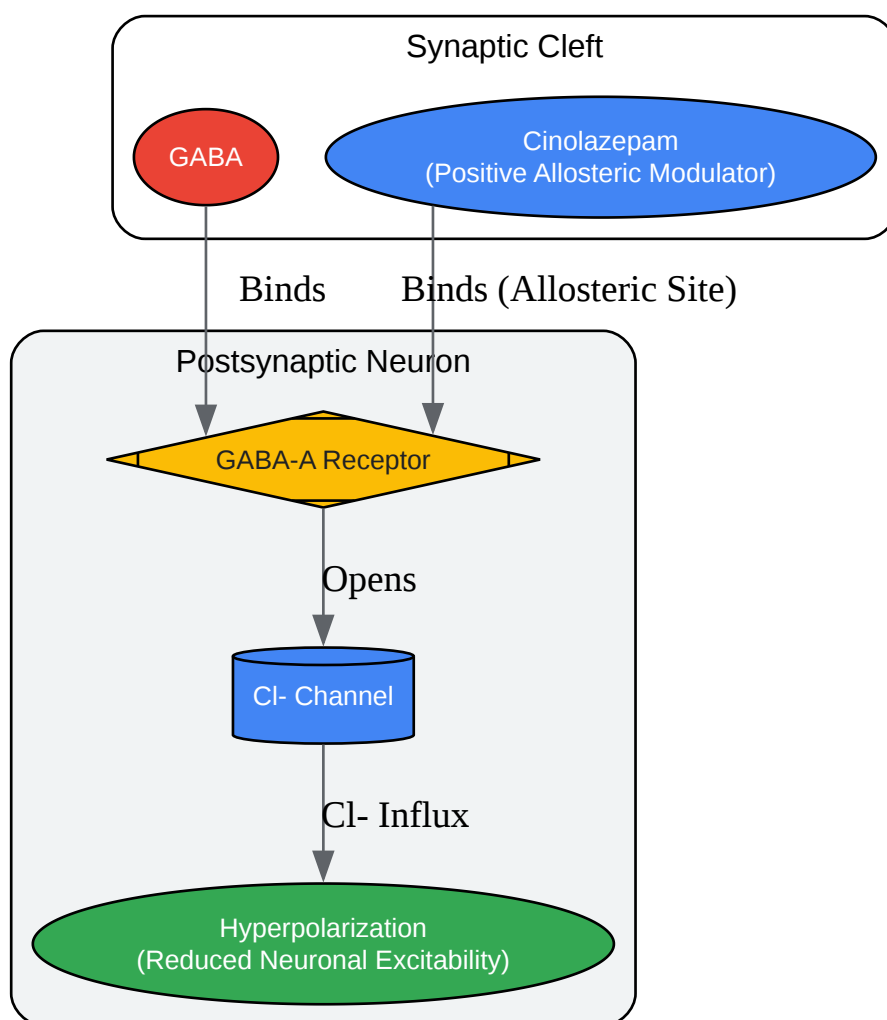 Synaptic Cleft
GABA
Cinolazepam
(Positive Allosteric Modulator)
Binds
Binds (Allosteric Site)
Postsynaptic Neuron
GABA-A Receptor
Opens
Cl- Channel
Cl- Influx
Hyperpolarization
(Reduced Neuronal Excitability)